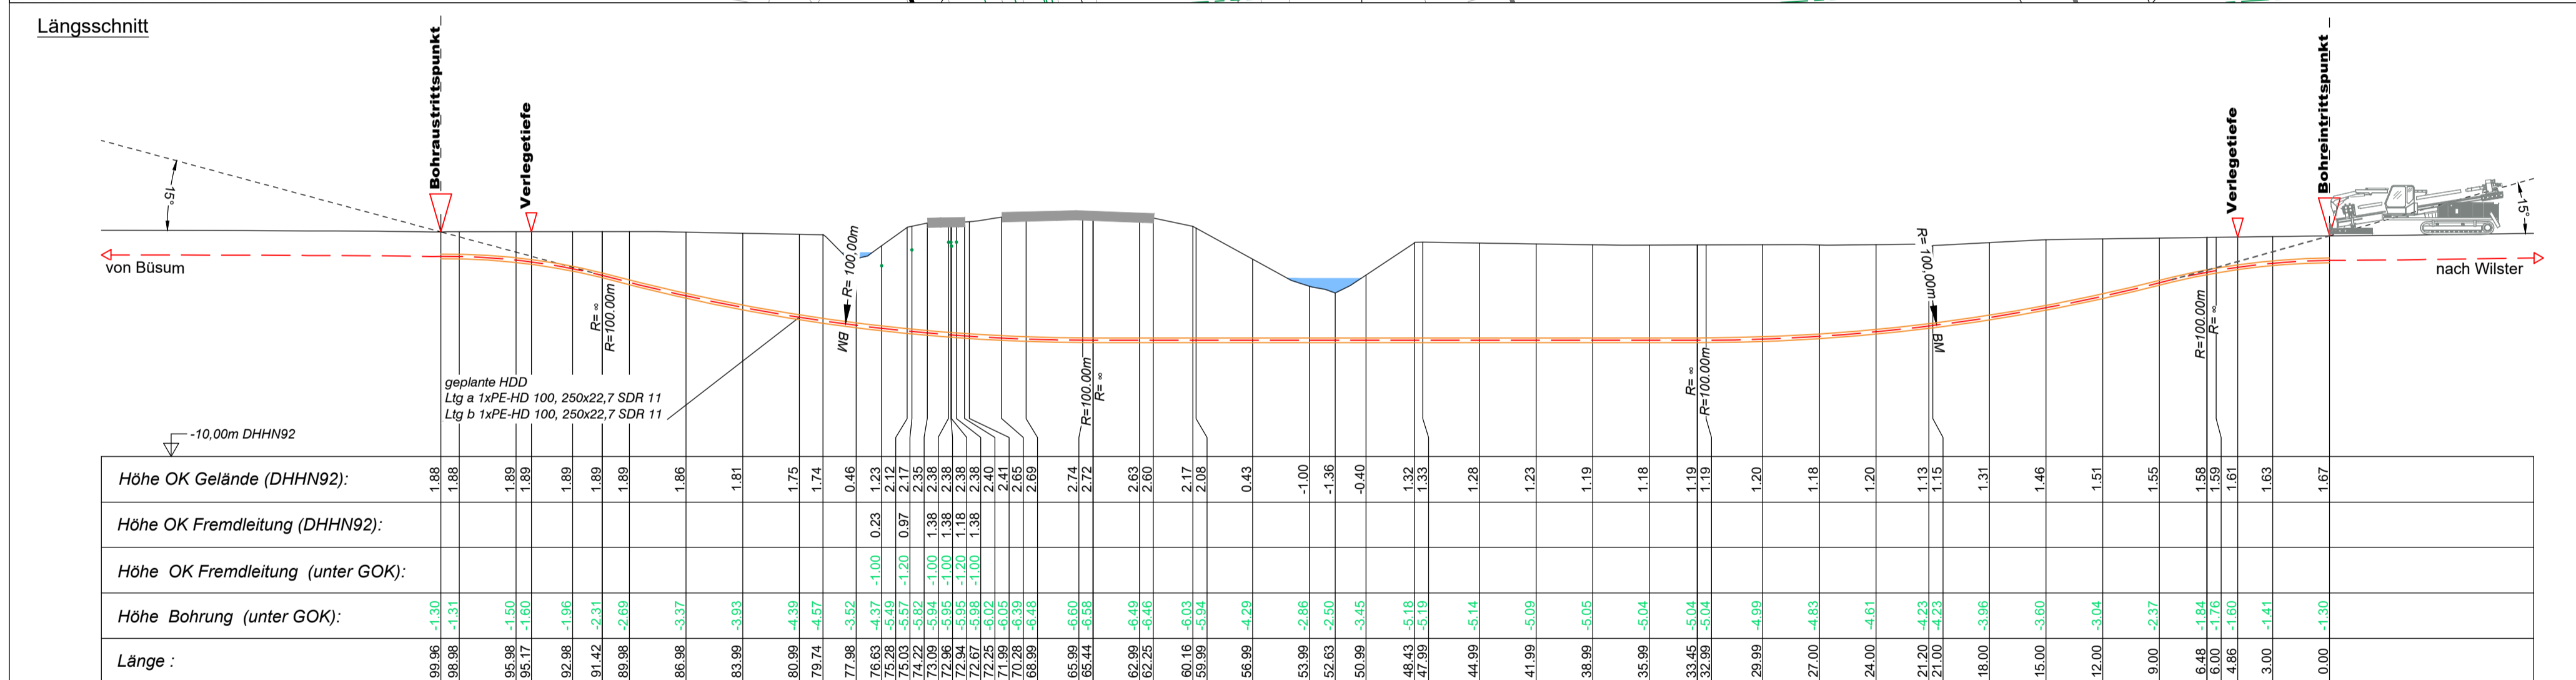 Längsschnitt
Bohraustrittspunkt
Verlegetiefe
Verlegetiefe
Bohreintrittspunkt
15°
15°
von Büsum
nach Wilster
R= ∞
R=100.00m
R= 100,00m
BM
R=100.00m
R= ∞
R= ∞
R=100.00m
R= 100,00m
BM
R=100.00m
R= ∞
geplante HDD
Ltg a 1xPE-HD 100, 250x22,7 SDR 11
Ltg b 1xPE-HD 100, 250x22,7 SDR 11
-10,00m DHHN92
Höhe OK Gelände (DHHN92): 1.88 1.88 1.89 1.89 1.89 1.89 1.89 1.86 1.81 1.75 1.74 0.46 1.23 2.12 2.17 2.35 2.38 2.38 2.38 2.38 2.40 2.41 2.65 2.69 2.74 2.72 2.63 2.60 2.17 2.08 0.43 -1.00 -1.36 -0.40 1.32 1.33 1.28 1.23 1.19 1.18 1.19 1.19 1.20 1.18 1.20 1.13 1.15 1.31 1.46 1.51 1.55 1.58 1.59 1.61 1.63 1.67
Höhe OK Fremdleitung (DHHN92): 0.23 0.97 1.38 1.38 1.18 1.38
Höhe OK Fremdleitung (unter GOK): -1.00 -1.20 -1.00 -1.00 -1.20 -1.00
Höhe Bohrung (unter GOK): -1.30 -1.31 -1.50 -1.60 -1.96 -2.31 -2.69 -3.37 -3.93 -4.39 -4.57 -3.52 -4.37 -5.49 -5.57 -5.82 -5.94 -5.95 -5.95 -5.98 -6.02 -6.05 -6.39 -6.48 -6.60 -6.58 -6.49 -6.46 -6.03 -5.94 -4.29 -2.86 -2.50 -3.45 -5.18 -5.19 -5.14 -5.09 -5.05 -5.04 -5.04 -5.04 -4.99 -4.83 -4.61 -4.23 -4.23 -3.96 -3.60 -3.04 -2.37 -1.84 -1.76 -1.60 -1.41 -1.30
Länge : 99.96 98.98 95.98 95.17 92.98 91.42 89.98 86.98 83.99 80.99 79.74 77.98 76.63 75.28 75.03 74.22 73.09 72.96 72.94 72.67 72.25 71.99 70.28 68.99 65.99 65.44 62.99 62.25 60.16 59.99 56.99 53.99 52.63 50.99 48.43 47.99 44.99 41.99 38.99 35.99 33.45 32.99 29.99 27.00 24.00 21.20 21.00 18.00 15.00 12.00 9.00 6.48 6.00 4.86 3.00 0.00